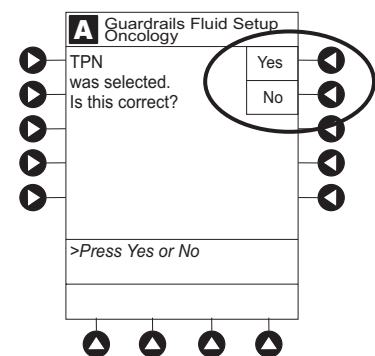 A Guardrails Fluid Setup
Oncology
TPN
was selected.
Is this correct?
Yes
No
>Press Yes or No